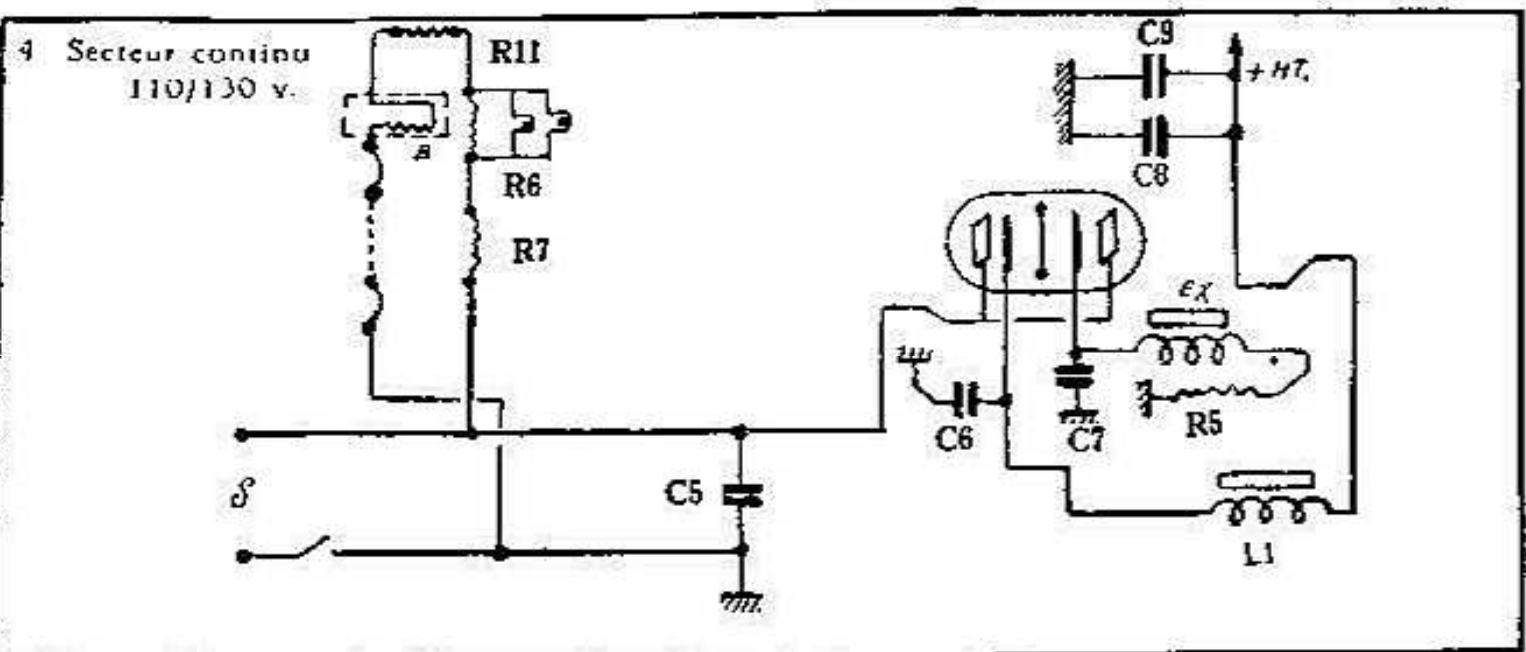 4 Secteur continu
110/130 v.
R11
B
R6
R7
C9
+ HT.
C8
EX
C6
C7
R5
S
C5
L1